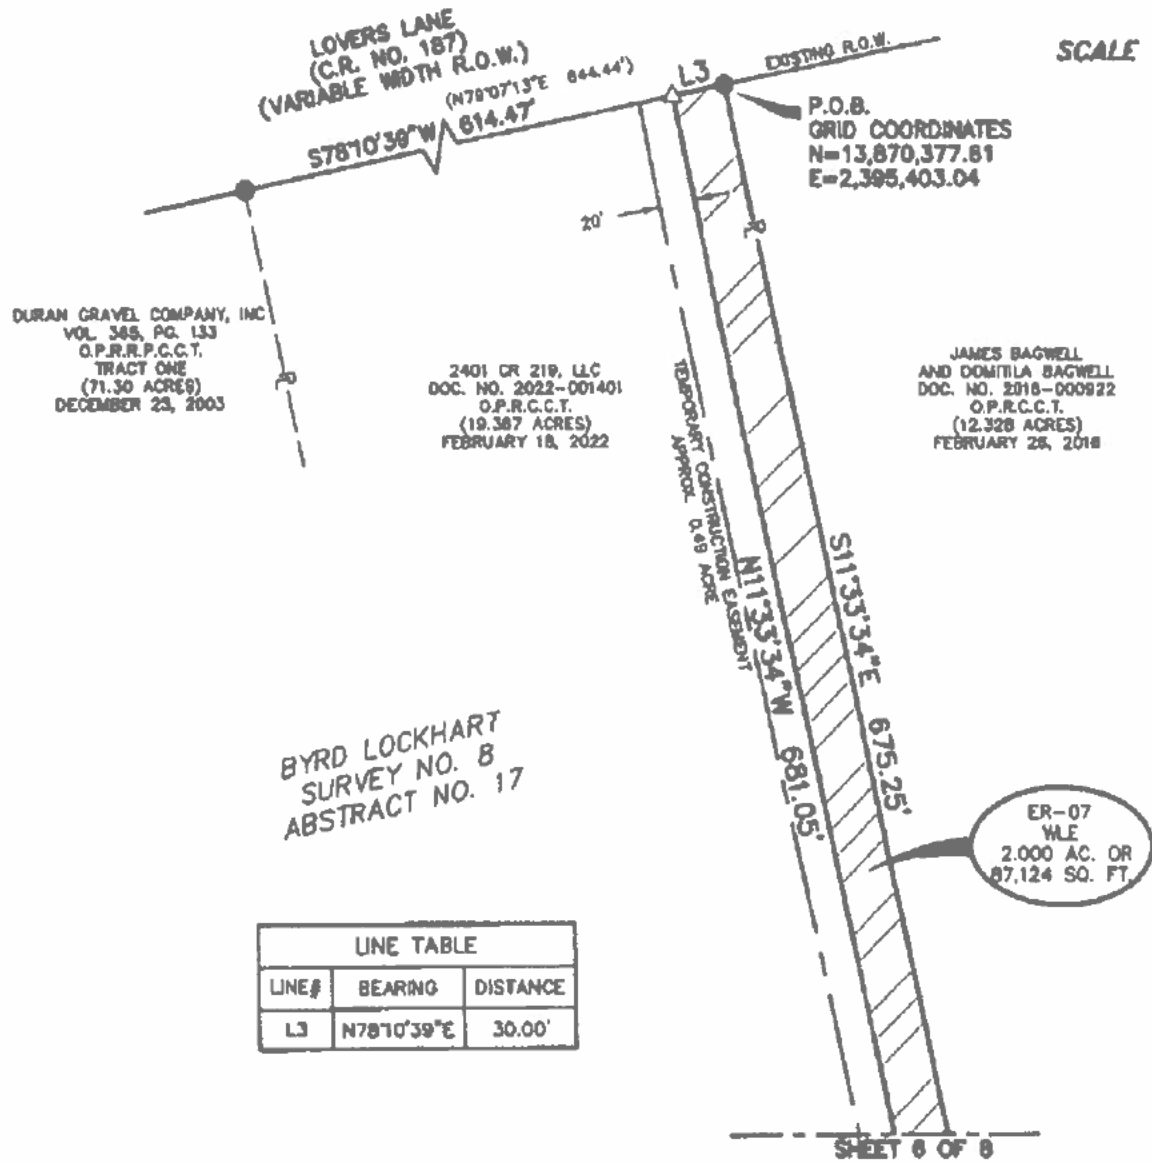 LOVERS LANE
(C.R. NO. 187)
(VARIABLE WIDTH R.O.W.)
(N79°07'13"E 644.44')
S78°10'39"W 614.47'
L3
EXISTING R.O.W.
SCALE
P.O.B.
GRID COORDINATES
N=13,870,377.81
E=2,395,403.04
20'
DURAN GRAVEL COMPANY, INC
VOL. 365, PG. 133
O.P.R.R.P.C.C.T.
TRACT ONE
(71.30 ACRES)
DECEMBER 23, 2003
2401 CR 219, LLC
DOC. NO. 2022-001401
O.P.R.C.C.T.
(19.387 ACRES)
FEBRUARY 18, 2022
JAMES BAGWELL
AND DOMITILA BAGWELL
DOC. NO. 2016-000922
O.P.R.C.C.T.
(12.328 ACRES)
FEBRUARY 26, 2016
TEMPORARY CONSTRUCTION EASEMENT
APPROX. 0.49 ACRE
N11°33'34"W 681.05'
S11°33'34"E 675.25'
BYRD LOCKHART
SURVEY NO. 8
ABSTRACT NO. 17
ER-07
WLE
2.000 AC. OR
87,124 SQ. FT.
LINE TABLE
LINE# BEARING DISTANCE
L3 N78°10'39"E 30.00'
SHEET 6 OF 8